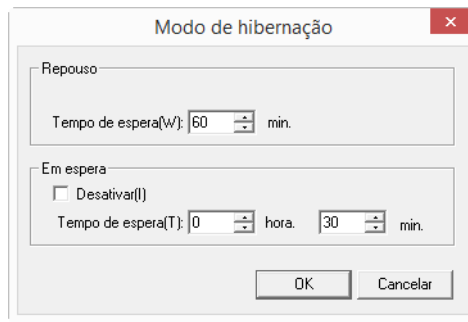 Modo de hibernação
Repouso
Tempo de espera(W): 60 min.
Em espera
Desativar(I)
Tempo de espera(T): 0 hora. 30 min.
OK Cancelar